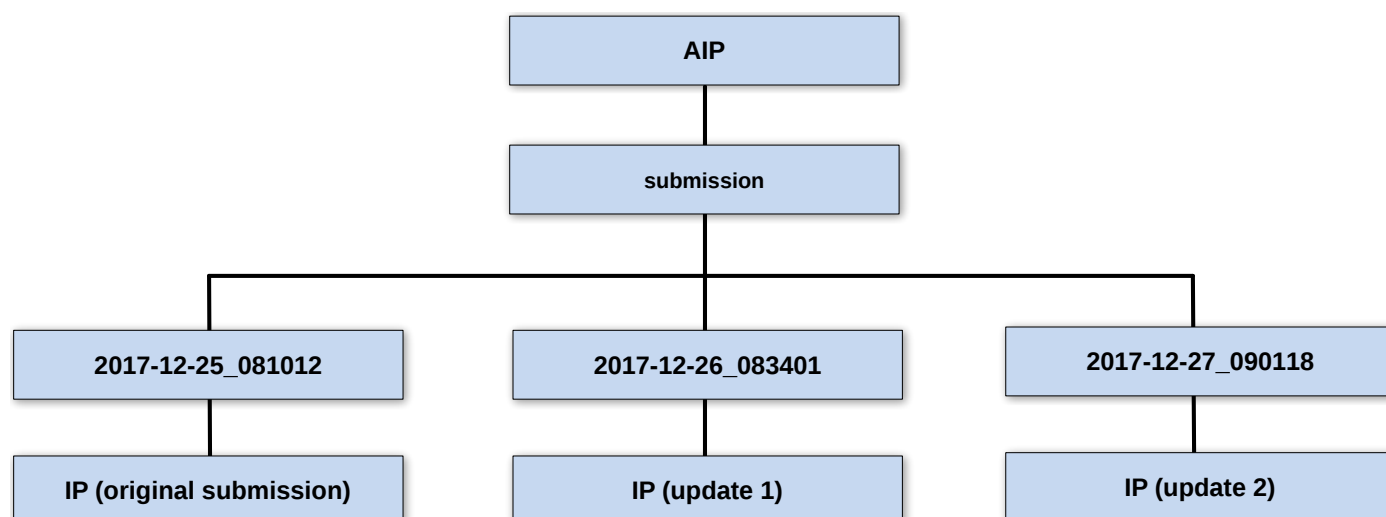 AIP
submission
2017-12-25_081012
2017-12-26_083401
2017-12-27_090118
IP (original submission)
IP (update 1)
IP (update 2)